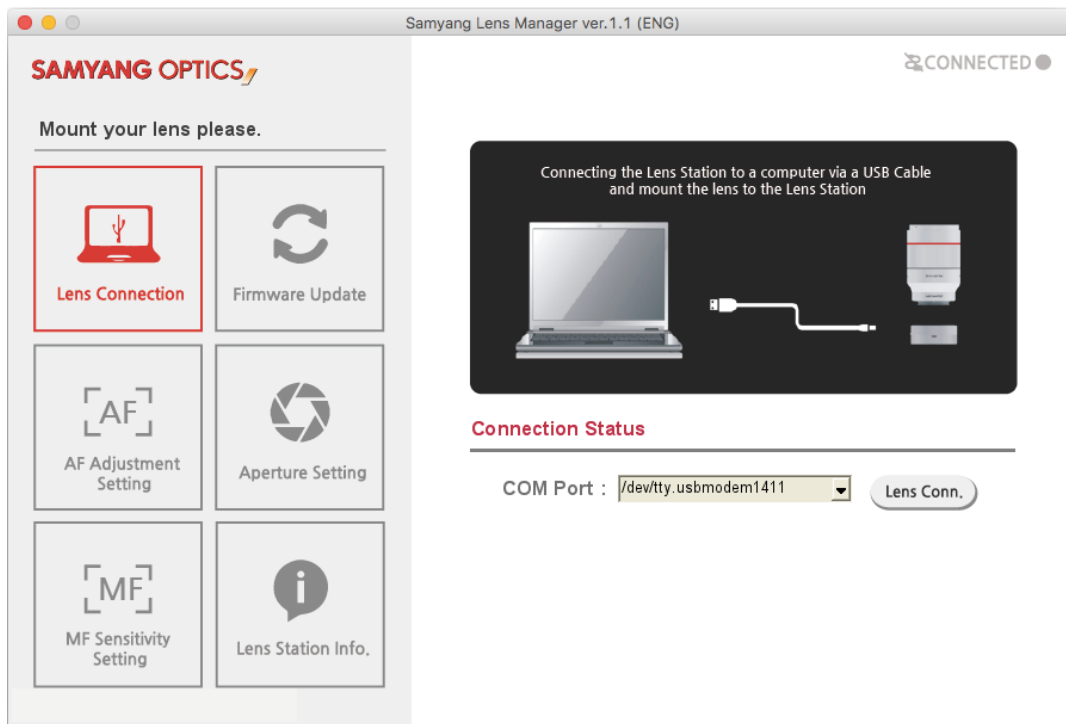 Samyang Lens Manager ver.1.1 (ENG)
SAMYANG OPTICS
CONNECTED
Mount your lens please.
Lens Connection
Firmware Update
AF
AF Adjustment
Setting
Aperture Setting
MF
MF Sensitivity
Setting
Lens Station Info.
Connecting the Lens Station to a computer via a USB Cable
and mount the lens to the Lens Station
Connection Status
COM Port : /dev/tty.usbmodem1411 Lens Conn.